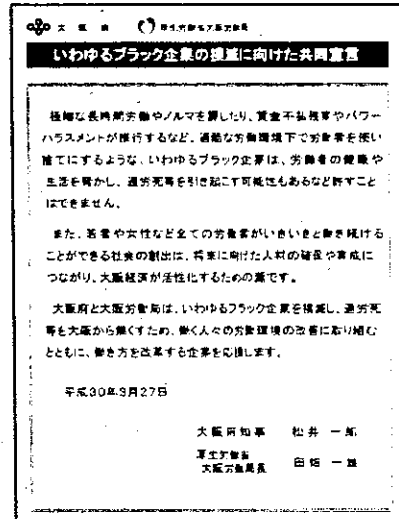 大阪府 厚生労働省大阪労働局
いわゆるブラック企業の撲滅に向けた共同宣言
極端な長時間労働やノルマを課したり、賃金不払残業やパワー
ハラスメントが横行するなど、過酷な労働環境下で労働者を使い
捨てにするような、いわゆるブラック企業は、労働者の健康や
生活を脅かし、過労死等を引き起こす可能性もあるなど許すこと
はできません。
また、若者や女性など全ての労働者がいきいきと働き続ける
ことができる社会の創出は、将来に向けた人材の確保や育成に
つながり、大阪経済が活性化するための源です。
大阪府と大阪労働局は、いわゆるブラック企業を撲滅し、過労死
等を大阪から無くすため、働く人々の労働環境の改善に取り組む
とともに、働き方を改革する企業を応援します。
平成30年3月27日
大阪府知事 松井 一郎
厚生労働省
大阪労働局長 田畑 一雄